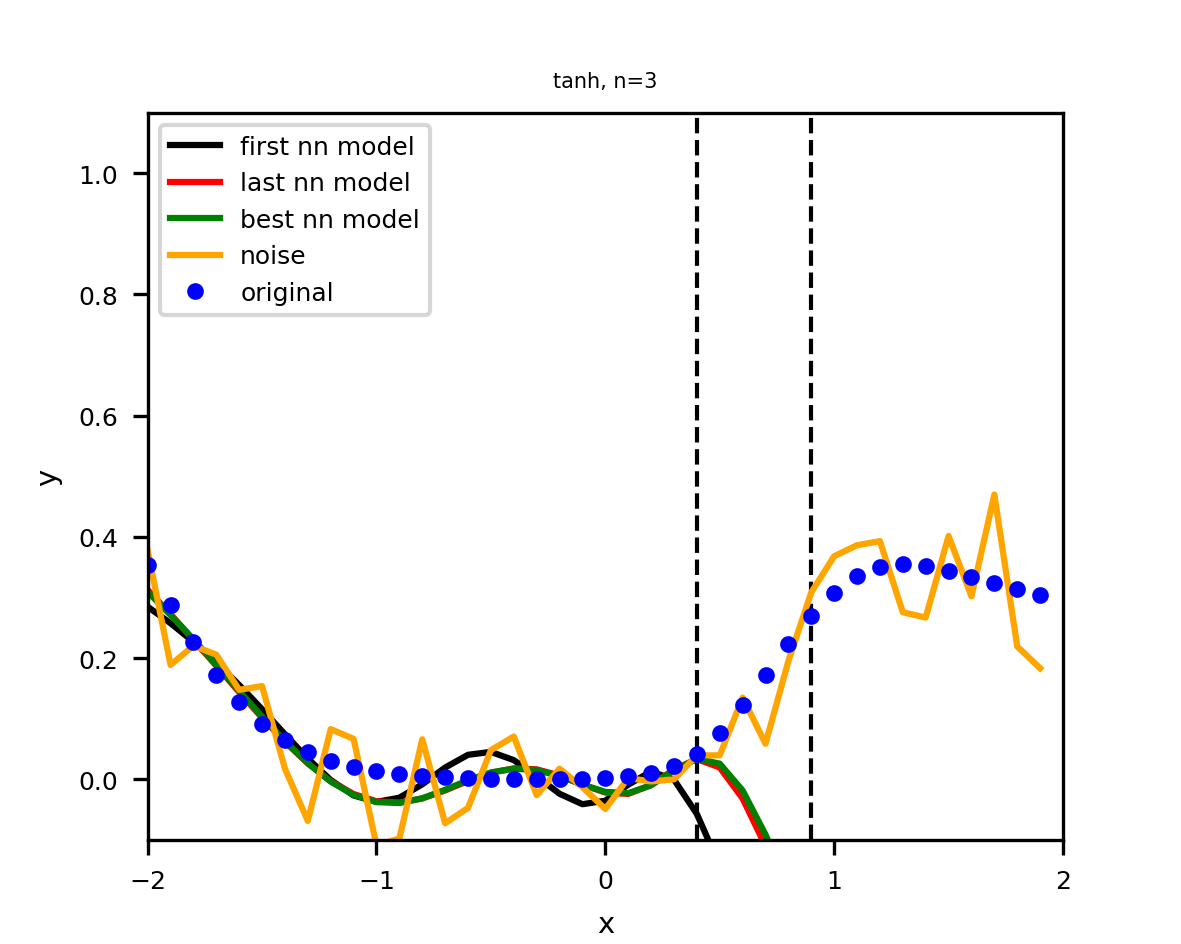 tanh, n=3
first nn model
last nn model
best nn model
noise
original
1.0
0.8
0.6
0.4
0.2
0.0
y
−2
−1
0
1
2
x